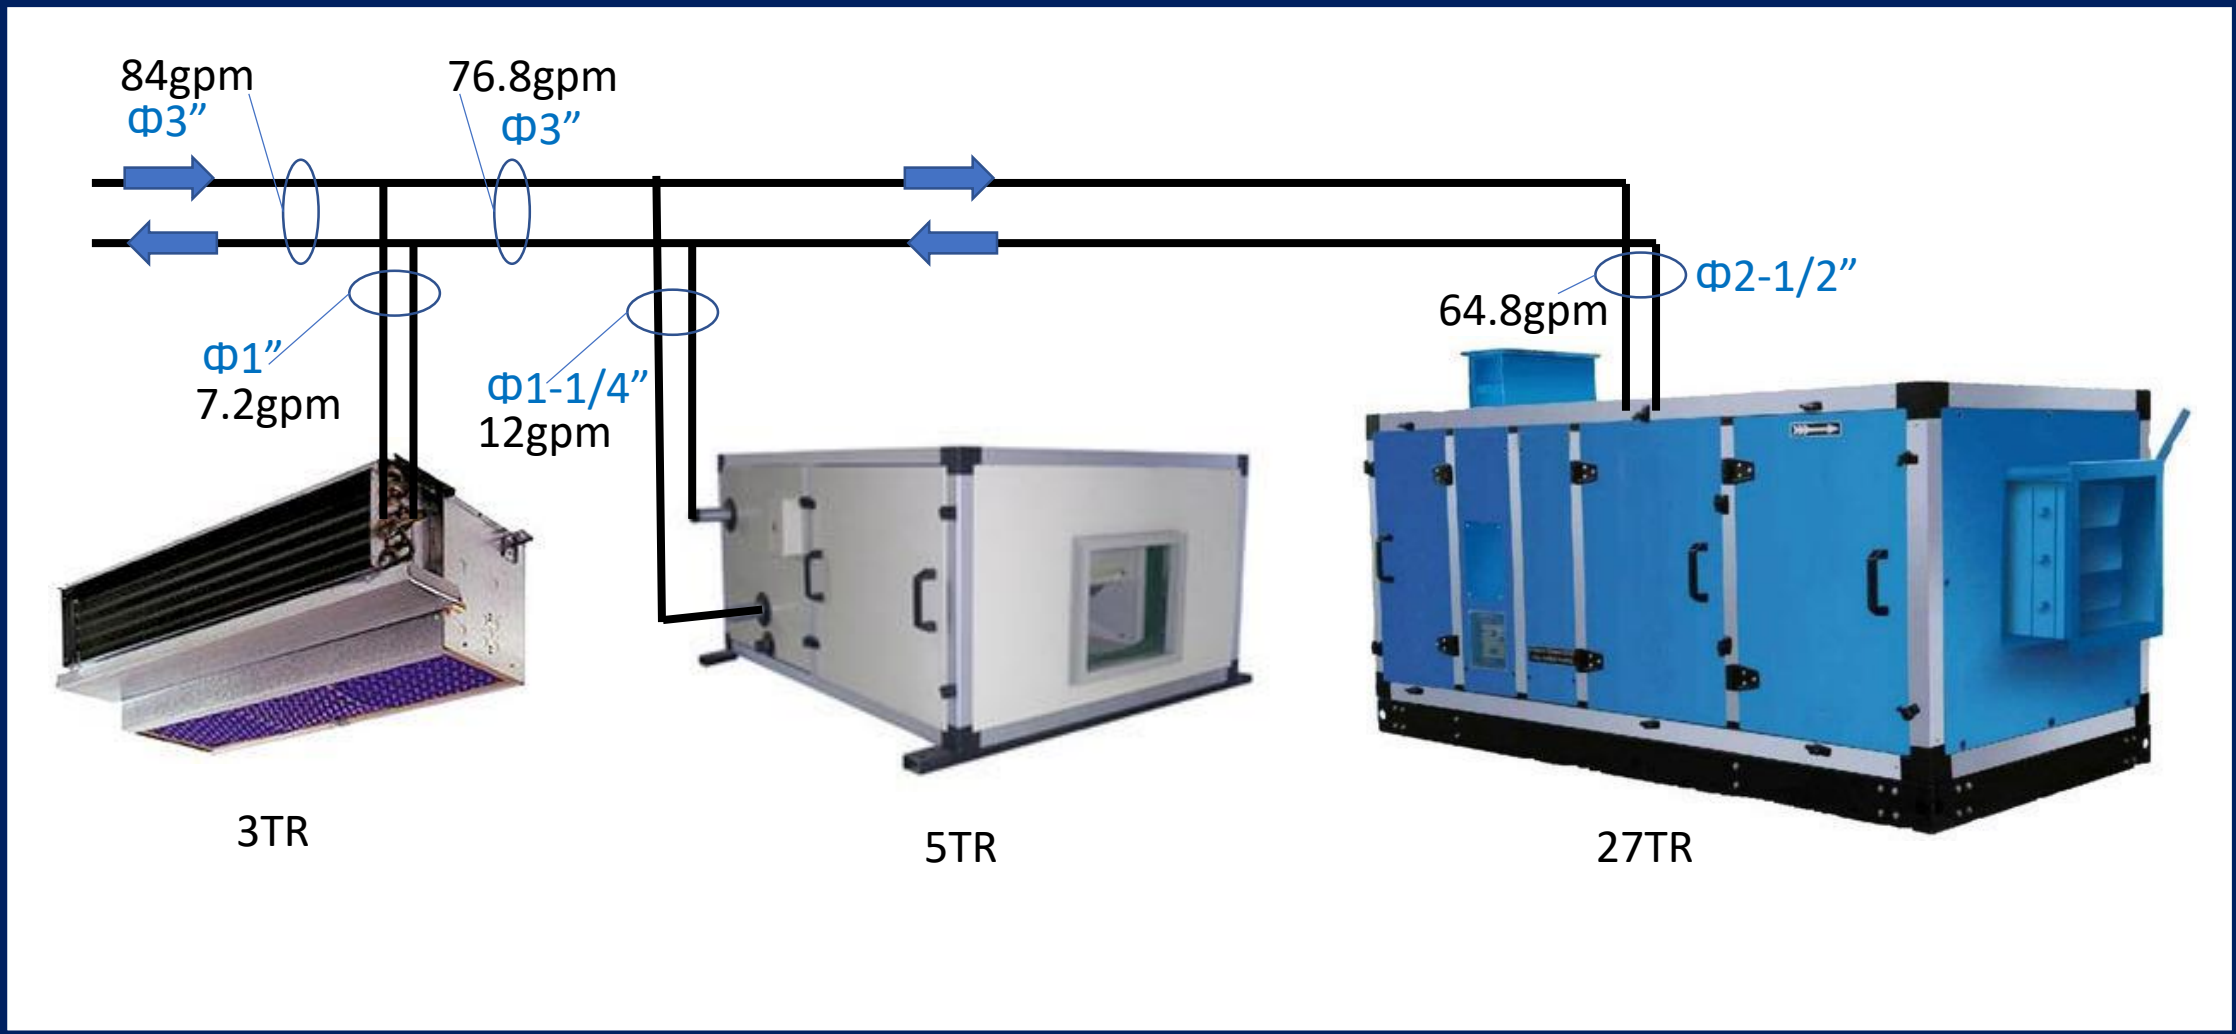 84gpm
Φ3”
76.8gpm
Φ3”
Φ2-1/2”
64.8gpm
Φ1”
7.2gpm
Φ1-1/4”
12gpm
3TR
5TR
27TR